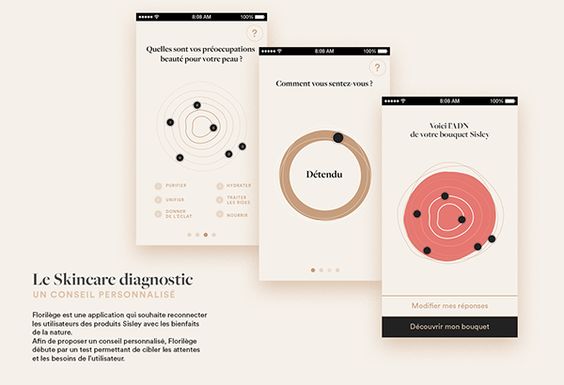 8:08 AM 100%
?
Quelles sont vos préoccupations
beauté pour votre peau ?
PURIFIER
HYDRATER
UNIFIER
TRAITER
LES RIDES
DONNER
DE L'ÉCLAT
NOURRIR
8:08 AM 100%
?
Comment vous sentez-vous ?
Détendu
8:08 AM 100%
Voici l'ADN
de votre bouquet Sisley
Modifier mes réponses
Découvrir mon bouquet
Le Skincare diagnostic
UN CONSEIL PERSONNALISÉ
Florilège est une application qui souhaite reconnecter
les utilisateurs des produits Sisley avec les bienfaits
de la nature.
Afin de proposer un conseil personnalisé, Florilège
débute par un test permettant de cibler les attentes
et les besoins de l'utilisateur.